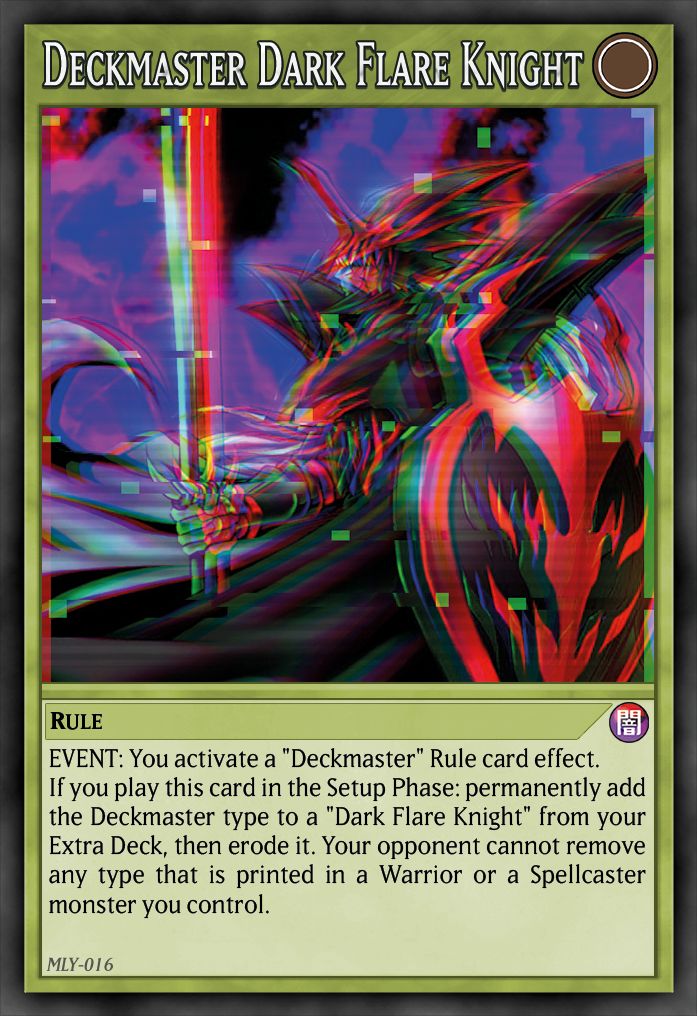 DECKMASTER DARK FLARE KNIGHT
RULE
闇
EVENT: You activate a "Deckmaster" Rule card effect.
If you play this card in the Setup Phase: permanently add
the Deckmaster type to a "Dark Flare Knight" from your
Extra Deck, then erode it. Your opponent cannot remove
any type that is printed in a Warrior or a Spellcaster
monster you control.
MLY-016